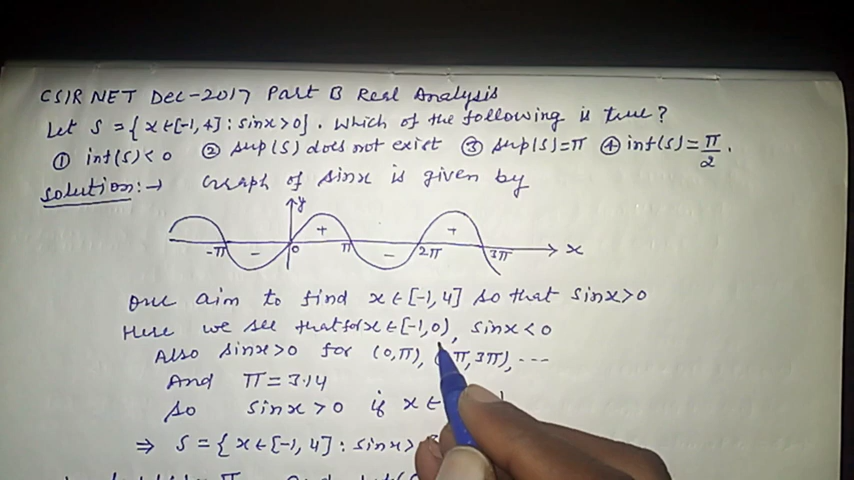 CSIR NET Dec-2017 Part B Real Analysis
Let S = {x∈[-1,4] : sinx>0}. Which of the following is true?
① inf(S)<0 ② sup(S) does not exist ③ sup(S)=π ④ inf(S)=π/2.
Solution:→ Graph of sinx is given by
y
+ +
-π - 0 π - 2π 3π x
Our aim to find x∈[-1,4] so that sinx>0
Here we see that for x∈[-1,0), sinx<0
Also sinx>0 for (0,π), (π,3π), ---
And π=3.14
So sinx>0 if x∈
⇒ S={x∈[-1,4] : sinx>